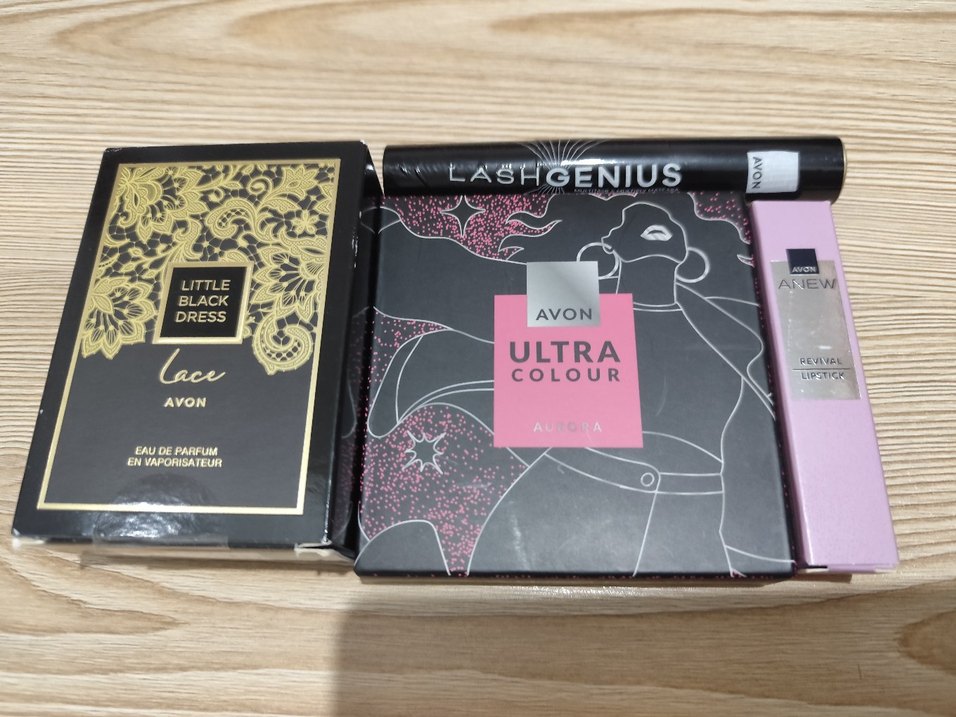 LITTLE
BLACK
DRESS
Lace
AVON
EAU DE PARFUM
EN VAPORISATEUR
LASHGENIUS
AVON
AVON
ULTRA
COLOUR
AURORA
AVON
ANEW
REVIVAL
LIPSTICK